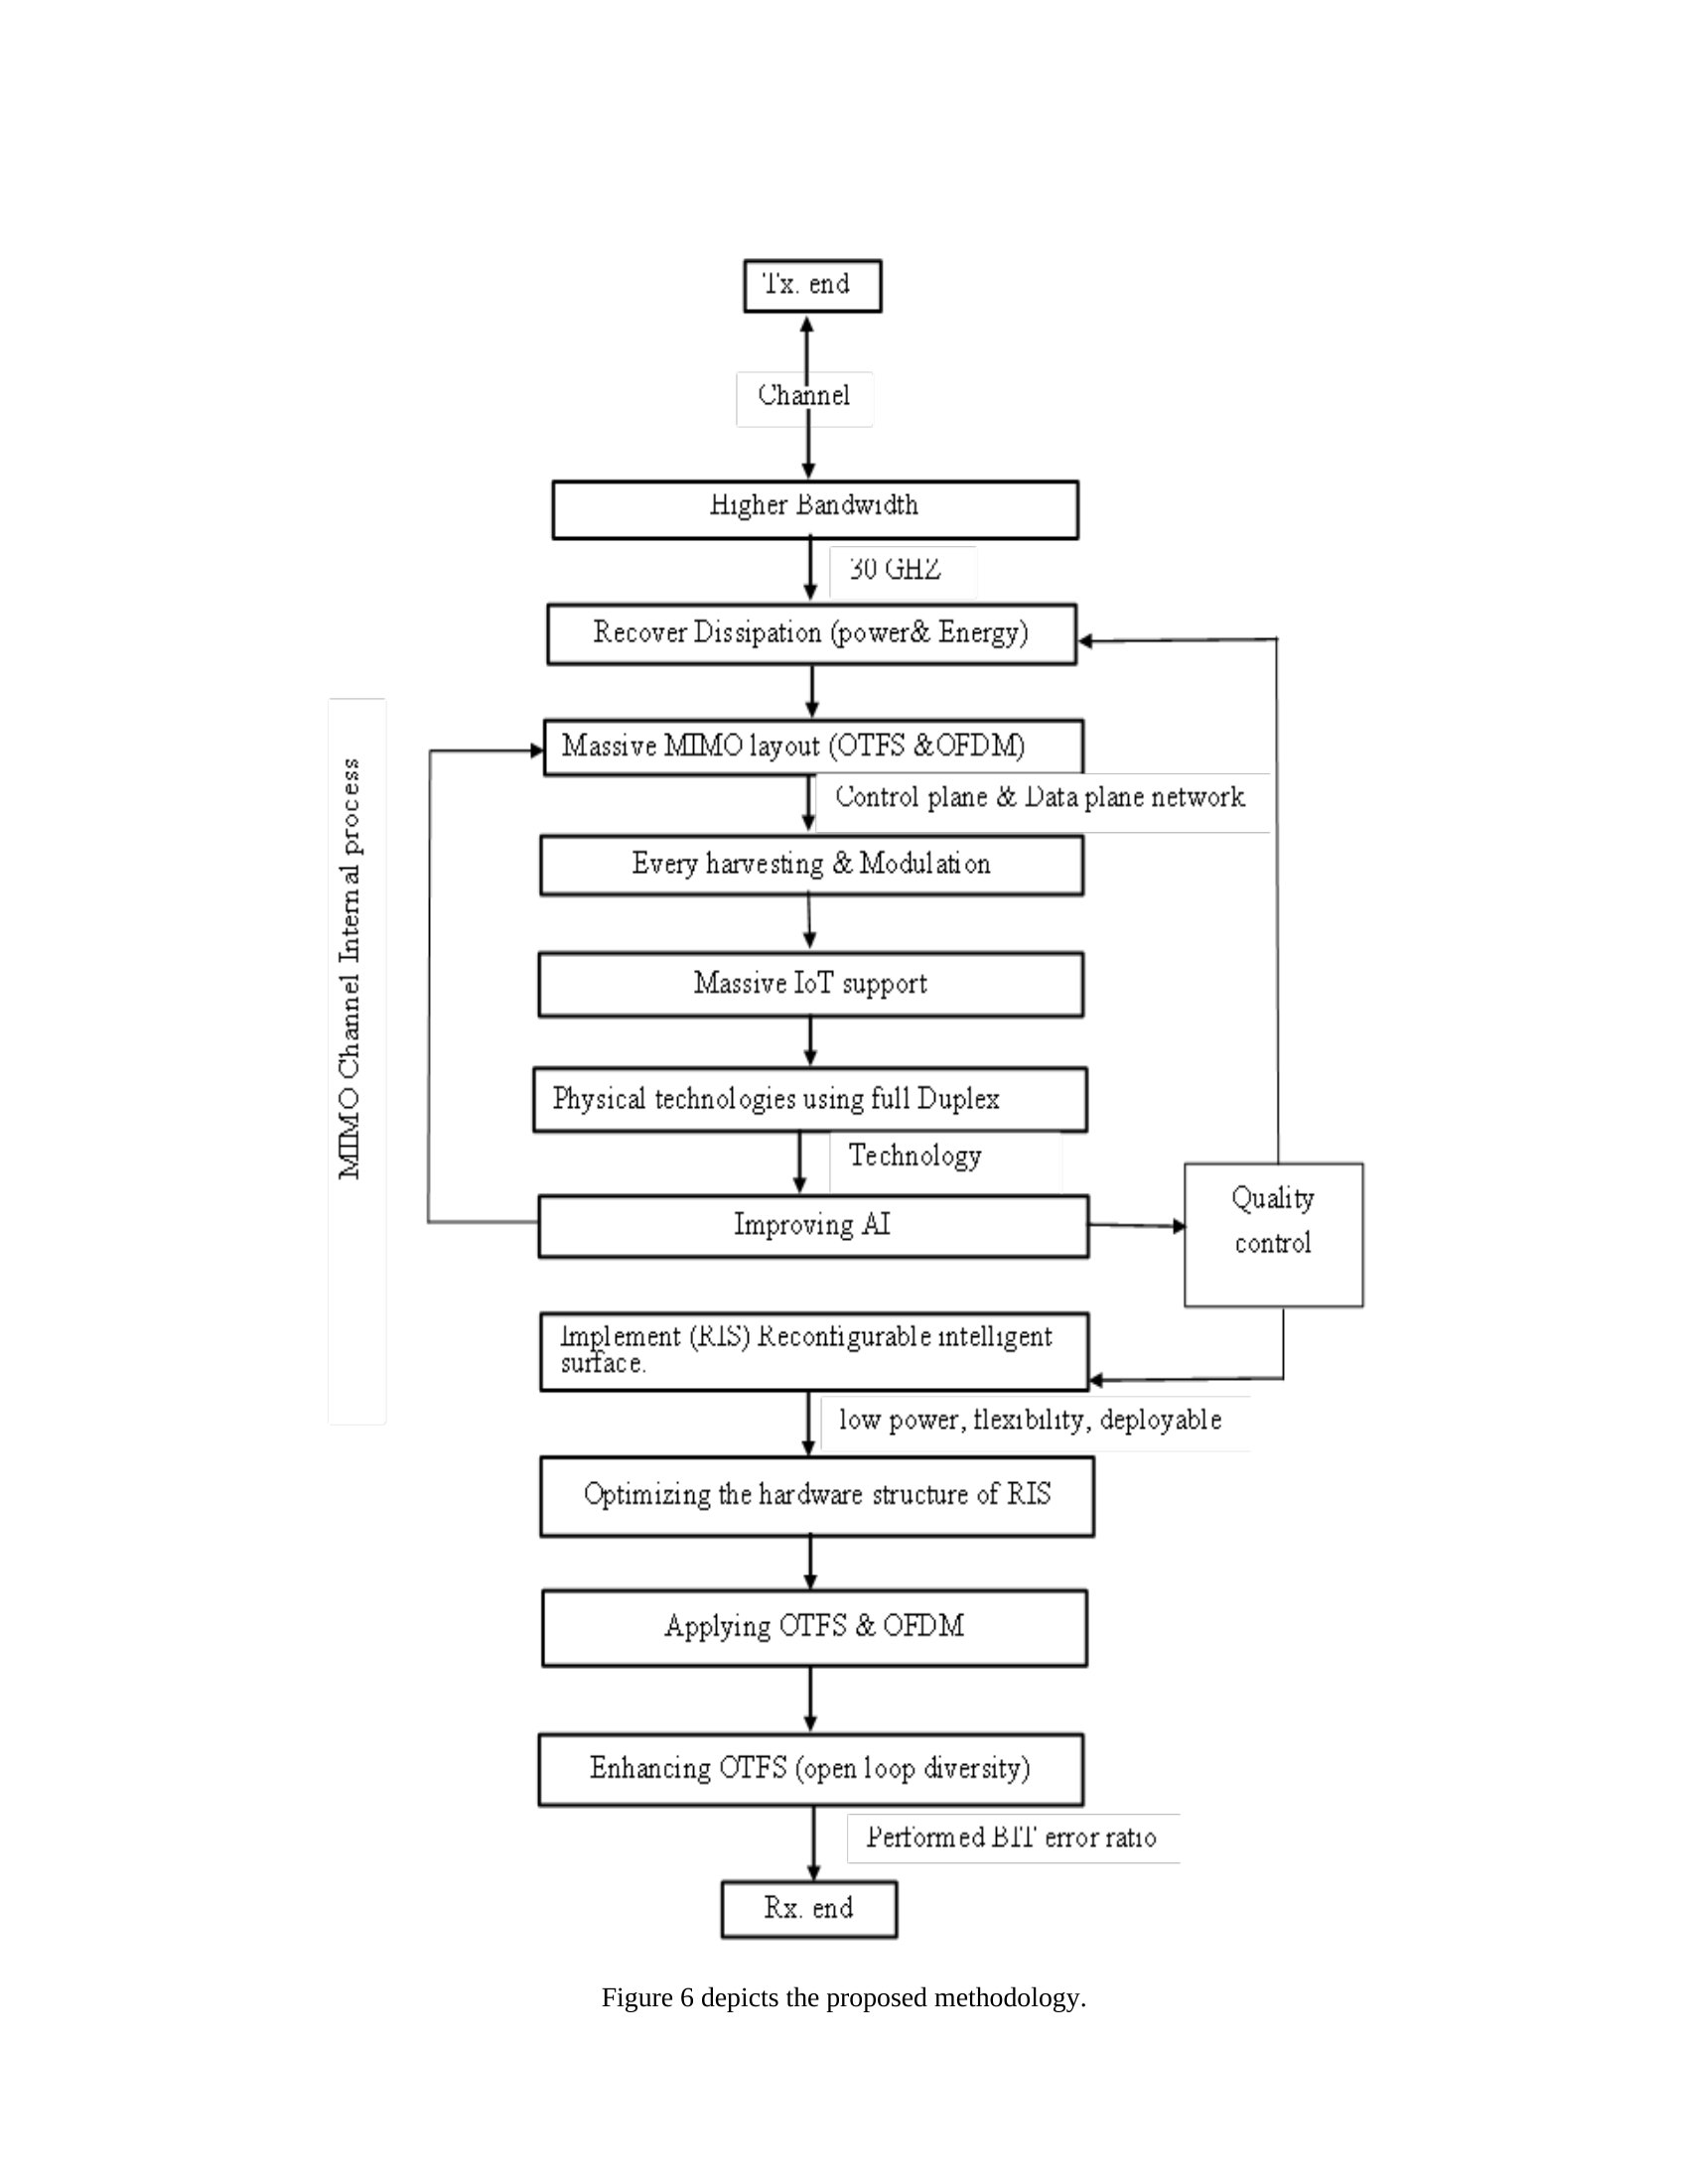 Tx. end
Channel
Higher Bandwidth
30 GHZ
Recover Dissipation (power& Energy)
Massive MIMO layout (OTFS &OFDM)
Control plane & Data plane network
Every harvesting & Modulation
MIMO Channel Internal process
Massive IoT support
Physical technologies using full Duplex
Technology
Improving AI
Quality
control
Implement (RIS) Reconfigurable intelligent
surface.
low power, flexibility, deployable
Optimizing the hardware structure of RIS
Applying OTFS & OFDM
Enhancing OTFS (open loop diversity)
Performed BIT error ratio
Rx. end
Figure 6 depicts the proposed methodology.